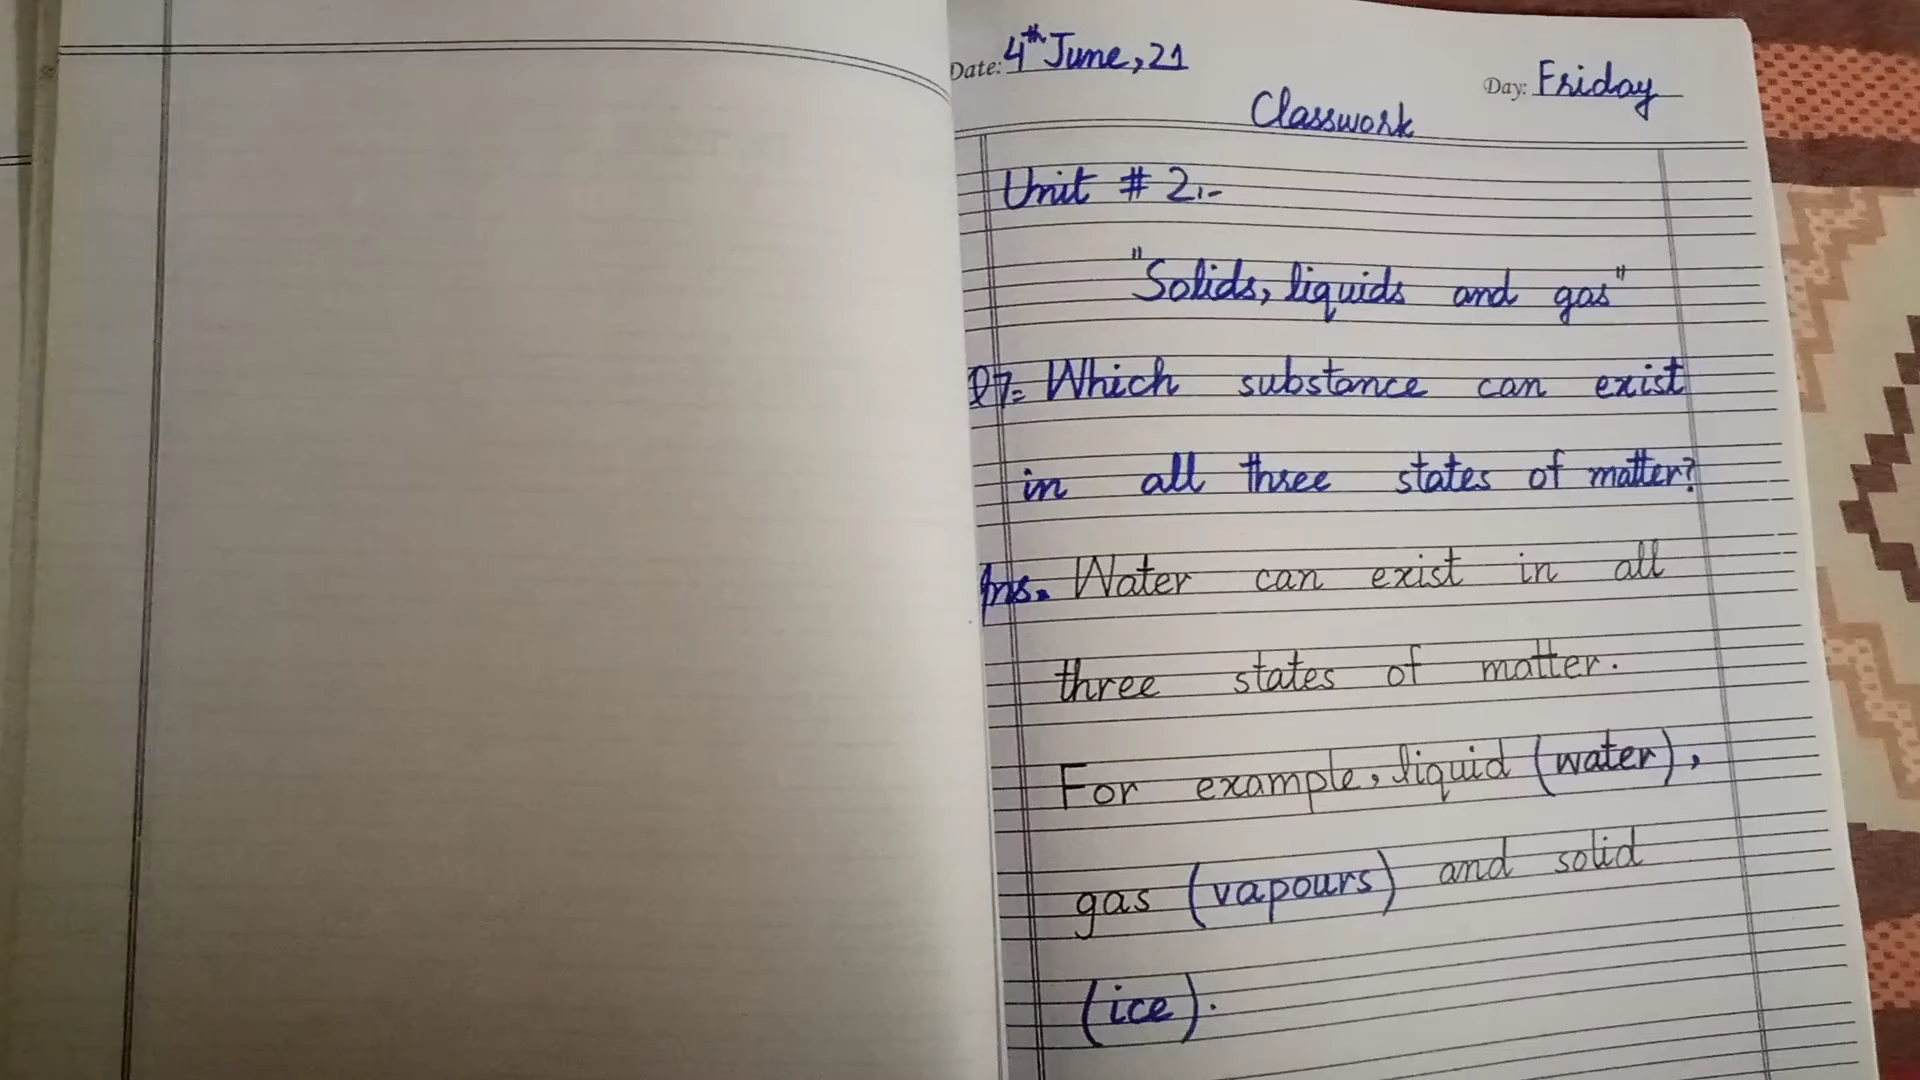 Date: 4th June, 21
Day: Friday
Classwork
Unit # 2:-
"Solids, liquids and gas"
Q7= Which substance can exist
in all three states of matter?
Ans. Water can exist in all
three states of matter.
For example, liquid (water),
gas (vapours) and solid
(ice).